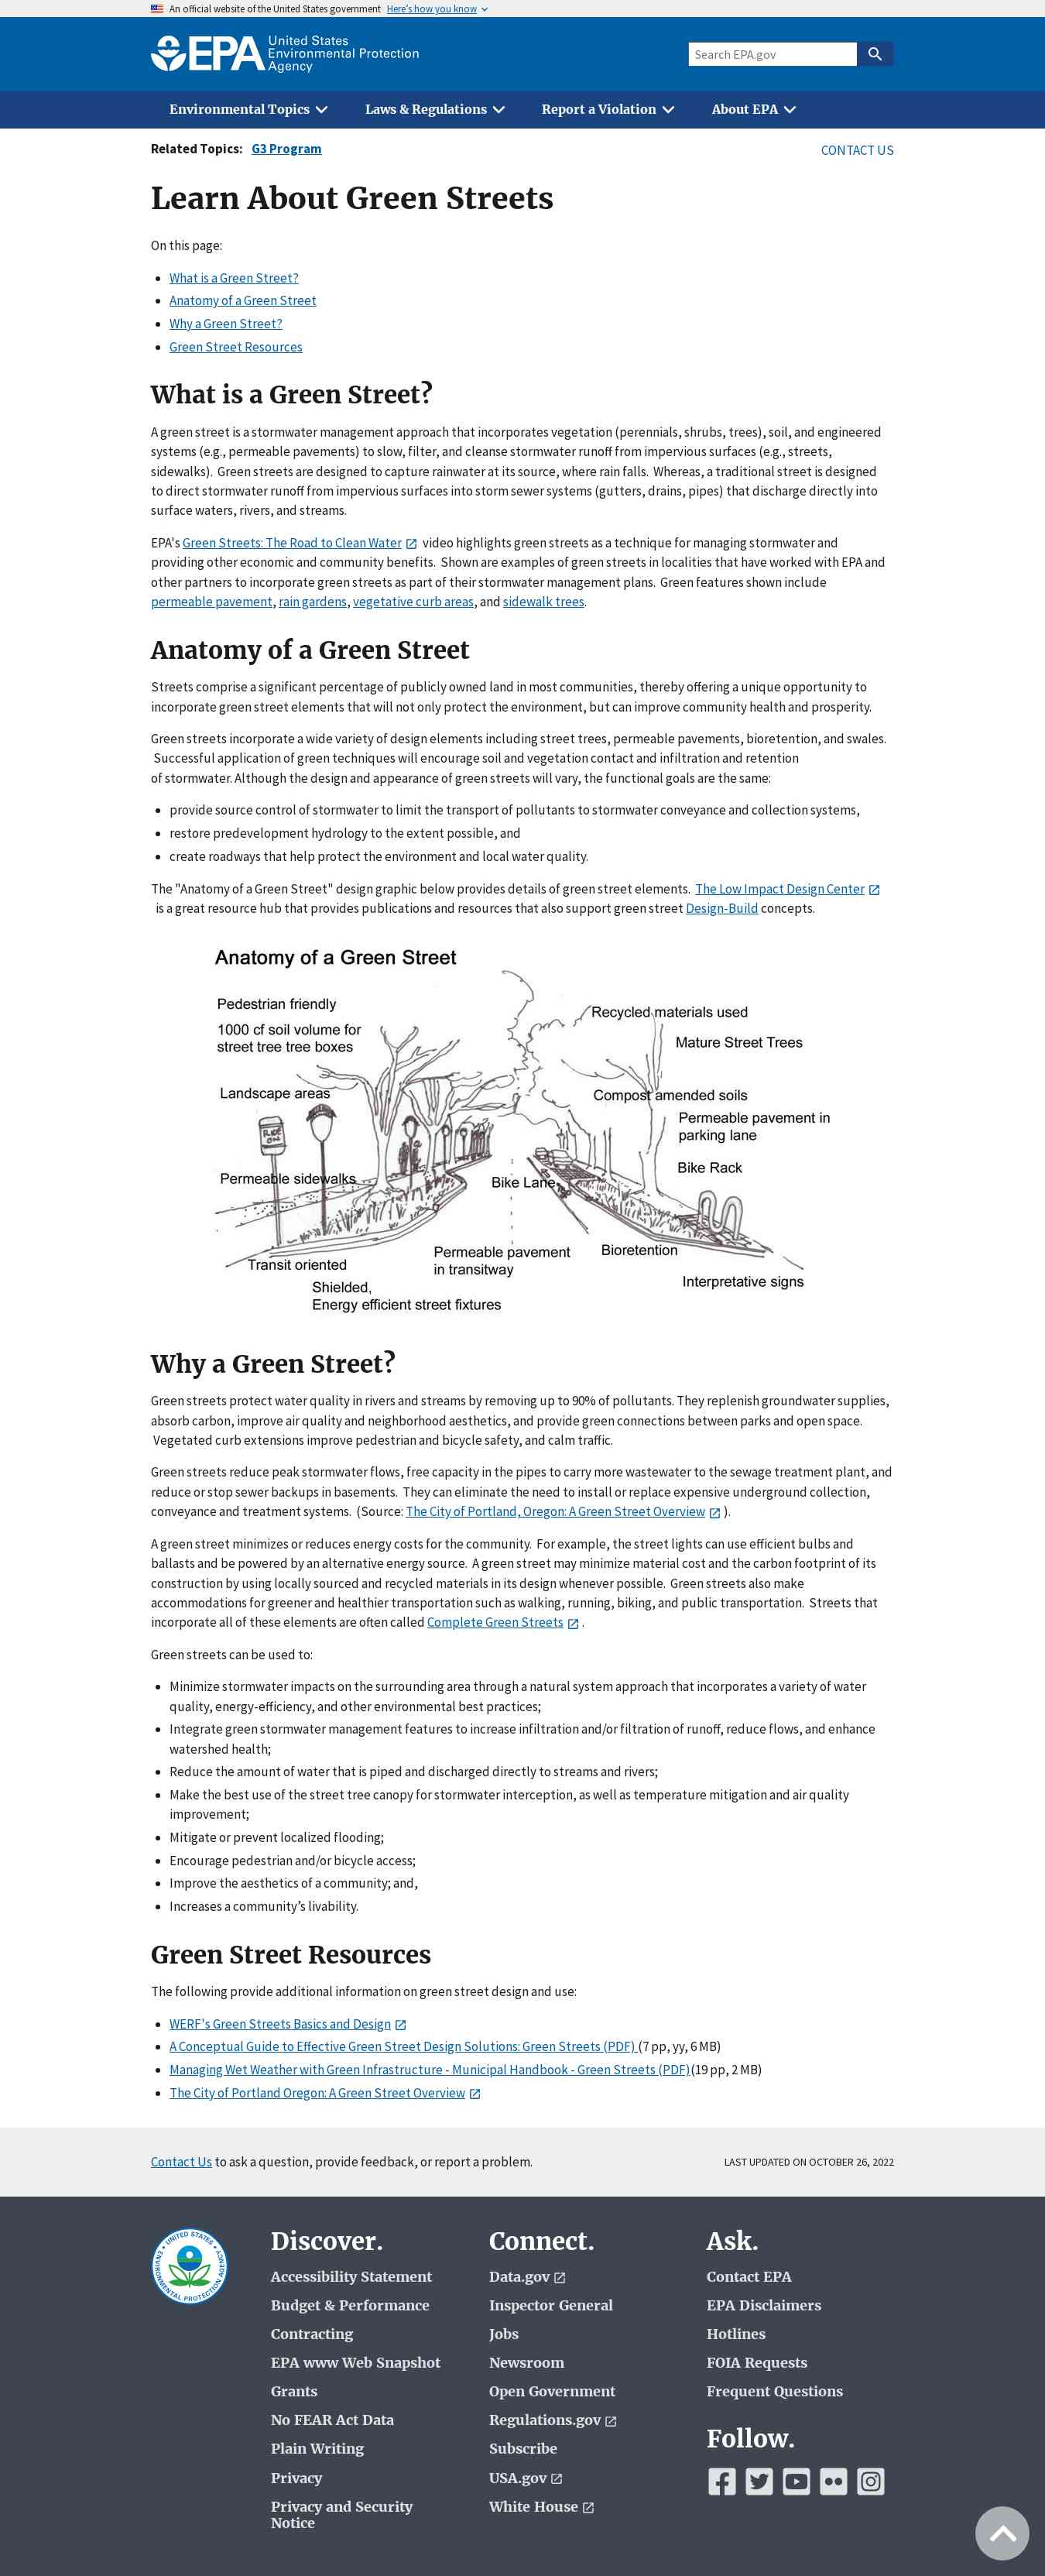 An official website of the United States government Here's how you know
EPA United States
Environmental Protection
Agency
Search EPA.gov
Environmental Topics
Laws & Regulations
Report a Violation
About EPA
Related Topics: G3 Program
CONTACT US
Learn About Green Streets
On this page:
What is a Green Street?
Anatomy of a Green Street
Why a Green Street?
Green Street Resources
What is a Green Street?
A green street is a stormwater management approach that incorporates vegetation (perennials, shrubs, trees), soil, and engineered
systems (e.g., permeable pavements) to slow, filter, and cleanse stormwater runoff from impervious surfaces (e.g., streets,
sidewalks). Green streets are designed to capture rainwater at its source, where rain falls. Whereas, a traditional street is designed
to direct stormwater runoff from impervious surfaces into storm sewer systems (gutters, drains, pipes) that discharge directly into
surface waters, rivers, and streams.
EPA's Green Streets: The Road to Clean Water video highlights green streets as a technique for managing stormwater and
providing other economic and community benefits. Shown are examples of green streets in localities that have worked with EPA and
other partners to incorporate green streets as part of their stormwater management plans. Green features shown include
permeable pavement, rain gardens, vegetative curb areas, and sidewalk trees.
Anatomy of a Green Street
Streets comprise a significant percentage of publicly owned land in most communities, thereby offering a unique opportunity to
incorporate green street elements that will not only protect the environment, but can improve community health and prosperity.
Green streets incorporate a wide variety of design elements including street trees, permeable pavements, bioretention, and swales.
Successful application of green techniques will encourage soil and vegetation contact and infiltration and retention
of stormwater. Although the design and appearance of green streets will vary, the functional goals are the same:
provide source control of stormwater to limit the transport of pollutants to stormwater conveyance and collection systems,
restore predevelopment hydrology to the extent possible, and
create roadways that help protect the environment and local water quality.
The "Anatomy of a Green Street" design graphic below provides details of green street elements. The Low Impact Design Center
is a great resource hub that provides publications and resources that also support green street Design-Build concepts.
Anatomy of a Green Street
Pedestrian friendly
Recycled materials used
1000 cf soil volume for
street tree tree boxes
Mature Street Trees
Landscape areas
Compost amended soils
Permeable pavement in
parking lane
RIDE
ON
Bike Rack
Permeable sidewalks
Bike Lane
Permeable pavement
in transitway
Bioretention
Transit oriented
Interpretative signs
Shielded,
Energy efficient street fixtures
Why a Green Street?
Green streets protect water quality in rivers and streams by removing up to 90% of pollutants. They replenish groundwater supplies,
absorb carbon, improve air quality and neighborhood aesthetics, and provide green connections between parks and open space.
Vegetated curb extensions improve pedestrian and bicycle safety, and calm traffic.
Green streets reduce peak stormwater flows, free capacity in the pipes to carry more wastewater to the sewage treatment plant, and
reduce or stop sewer backups in basements. They can eliminate the need to install or replace expensive underground collection,
conveyance and treatment systems. (Source: The City of Portland, Oregon: A Green Street Overview ).
A green street minimizes or reduces energy costs for the community. For example, the street lights can use efficient bulbs and
ballasts and be powered by an alternative energy source. A green street may minimize material cost and the carbon footprint of its
construction by using locally sourced and recycled materials in its design whenever possible. Green streets also make
accommodations for greener and healthier transportation infrastructure such as walking, running, biking, and public transportation. Streets that
incorporate all of these elements are often called Complete Green Streets .
Green streets can be used to:
Minimize stormwater impacts on the surrounding area through a natural system approach that incorporates a variety of water
quality, energy-efficiency, and other environmental best practices;
Integrate green stormwater management features to increase infiltration and/or filtration of runoff, reduce flows, and enhance
watershed health;
Reduce the amount of water that is piped and discharged directly to streams and rivers;
Make the best use of the street tree canopy for stormwater interception, as well as temperature mitigation and air quality
improvement;
Mitigate or prevent localized flooding;
Encourage pedestrian and/or bicycle access;
Improve the aesthetics of a community; and,
Increases a community's livability.
Green Street Resources
The following provide additional information on green street design and use:
WERF's Green Streets Basics and Design
A Conceptual Guide to Effective Green Street Design Solutions: Green Streets (PDF) (7 pp, yy, 6 MB)
Managing Wet Weather with Green Infrastructure - Municipal Handbook - Green Streets (PDF)(19 pp, 2 MB)
The City of Portland Oregon: A Green Street Overview
Contact Us to ask a question, provide feedback, or report a problem.
LAST UPDATED ON OCTOBER 26, 2022
UNITED STATES
ENVIRONMENTAL PROTECTION AGENCY
Discover.
Accessibility Statement
Budget & Performance
Contracting
EPA www Web Snapshot
Grants
No FEAR Act Data
Plain Writing
Privacy
Privacy and Security
Notice
Connect.
Data.gov
Inspector General
Jobs
Newsroom
Open Government
Regulations.gov
Subscribe
USA.gov
White House
Ask.
Contact EPA
EPA Disclaimers
Hotlines
FOIA Requests
Frequent Questions
Follow.